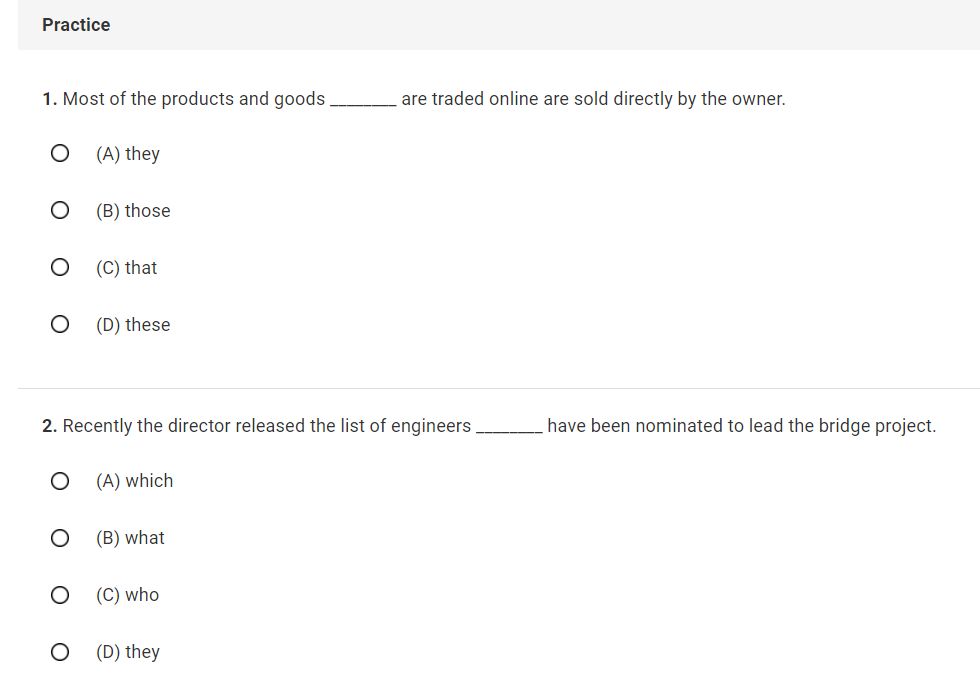 Practice
1. Most of the products and goods ________ are traded online are sold directly by the owner.
(A) they
(B) those
(C) that
(D) these
2. Recently the director released the list of engineers ________ have been nominated to lead the bridge project.
(A) which
(B) what
(C) who
(D) they